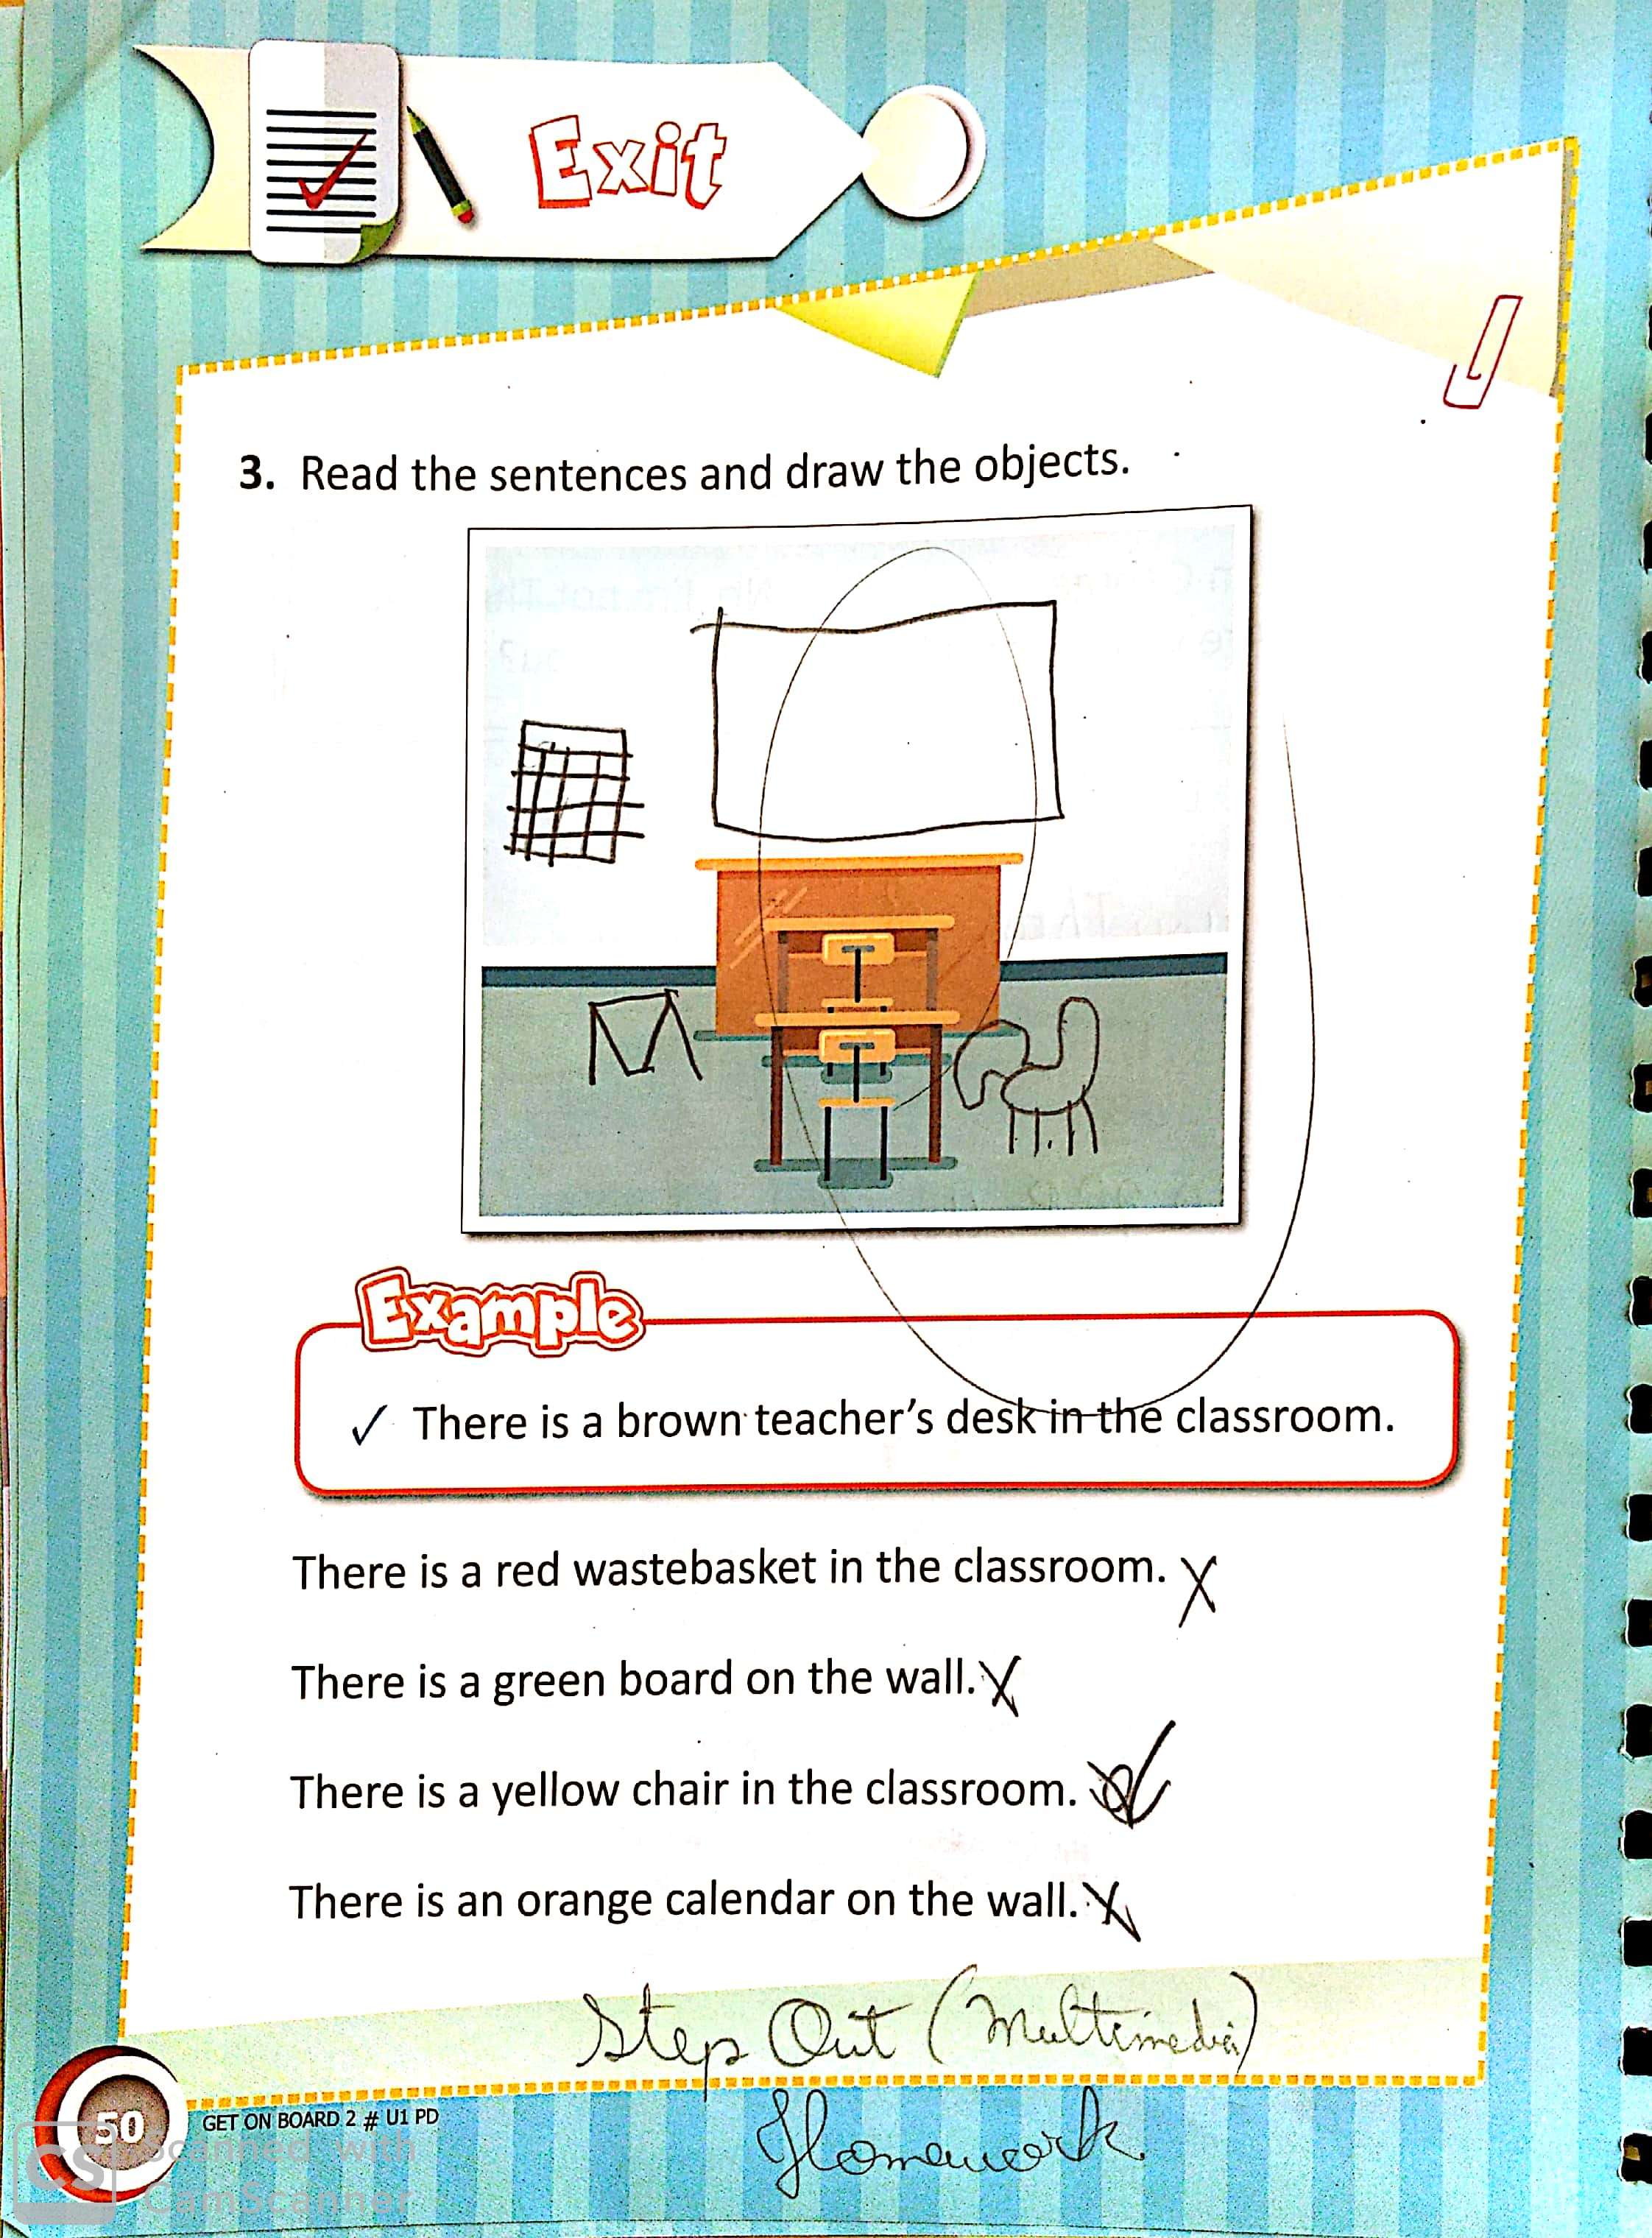 Exit
3. Read the sentences and draw the objects.
Example
✓ There is a brown teacher's desk in the classroom.
There is a red wastebasket in the classroom. X
There is a green board on the wall. X
There is a yellow chair in the classroom. ✓
There is an orange calendar on the wall. X
Step Out (Multimedia)
Homework
50
GET ON BOARD 2 # U1 PD
CS Scanned with
CamScanner